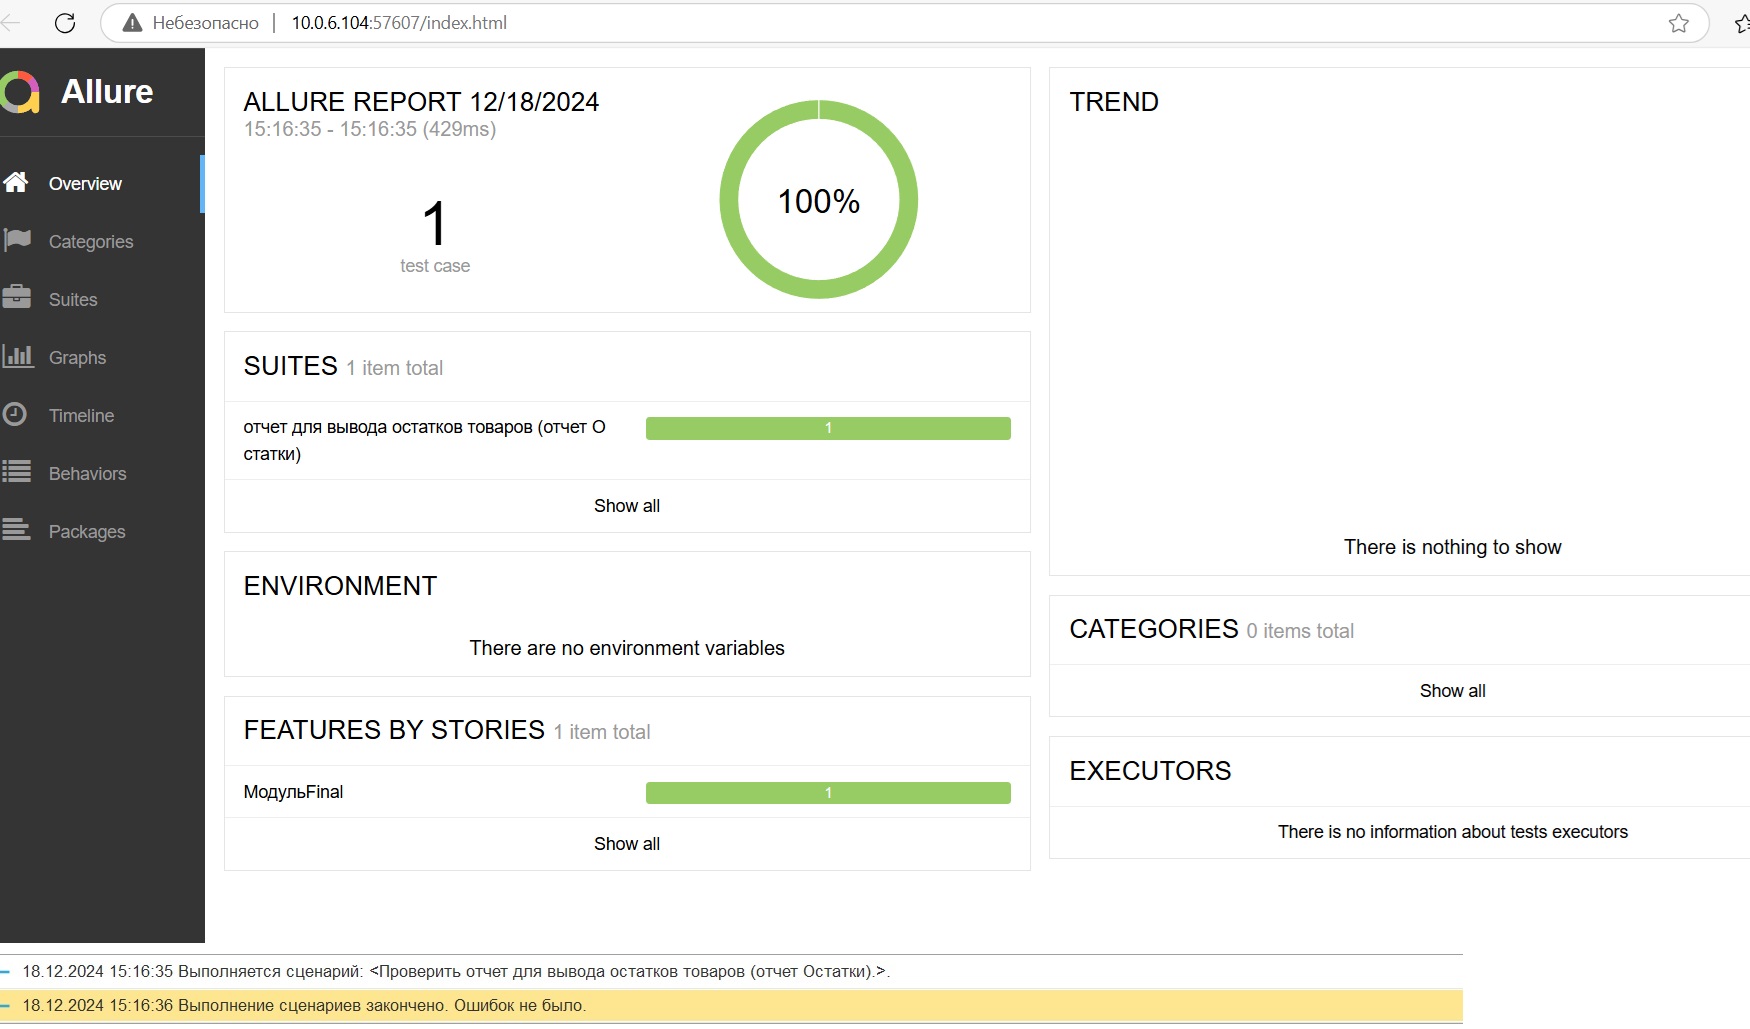 Небезопасно
10.0.6.104:57607/index.html
Allure
Overview
Categories
Suites
Graphs
Timeline
Behaviors
Packages
ALLURE REPORT 12/18/2024
15:16:35 - 15:16:35 (429ms)
1
test case
100%
SUITES 1 item total
отчет для вывода остатков товаров (отчет О
статки)
1
Show all
ENVIRONMENT
There are no environment variables
FEATURES BY STORIES 1 item total
МодульFinal
1
Show all
TREND
There is nothing to show
CATEGORIES 0 items total
Show all
EXECUTORS
There is no information about tests executors
18.12.2024 15:16:35 Выполняется сценарий: <Проверить отчет для вывода остатков товаров (отчет Остатки).>.
18.12.2024 15:16:36 Выполнение сценариев закончено. Ошибок не было.